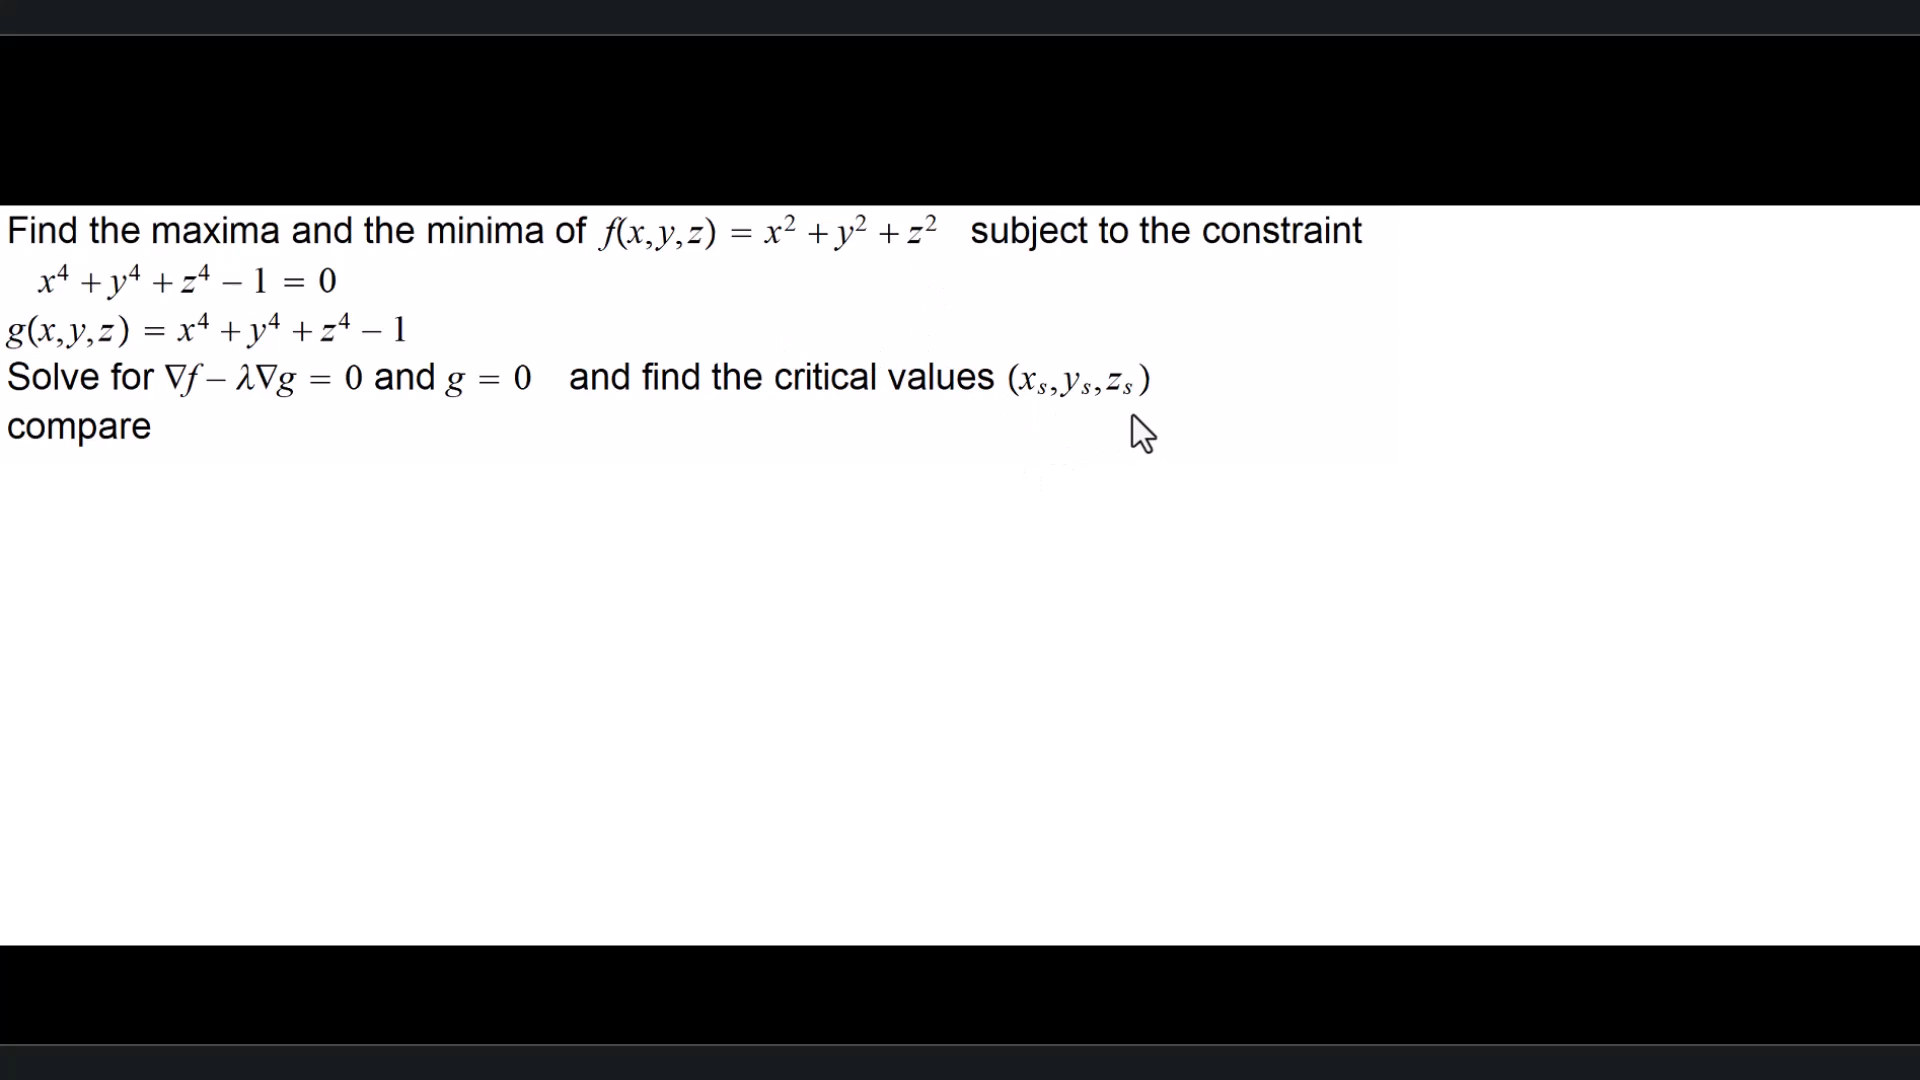 Find the maxima and the minima of f(x,y,z) = x² + y² + z² subject to the constraint
x⁴ + y⁴ + z⁴ − 1 = 0
g(x,y,z) = x⁴ + y⁴ + z⁴ − 1
Solve for ∇f − λ∇g = 0 and g = 0 and find the critical values (xₛ,yₛ,zₛ)
compare